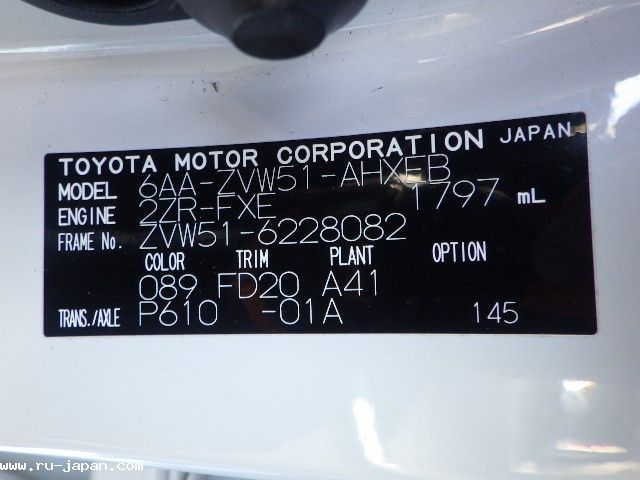 TOYOTA MOTOR CORPORATION JAPAN
MODEL 6AA-ZVW51-AHXEB
ENGINE 2ZR-FXE 1797 mL
FRAME No. ZVW51-6228082
COLOR TRIM PLANT OPTION
089 FD20 A41
TRANS./AXLE P610 -01A 145
www.ru-japan.com